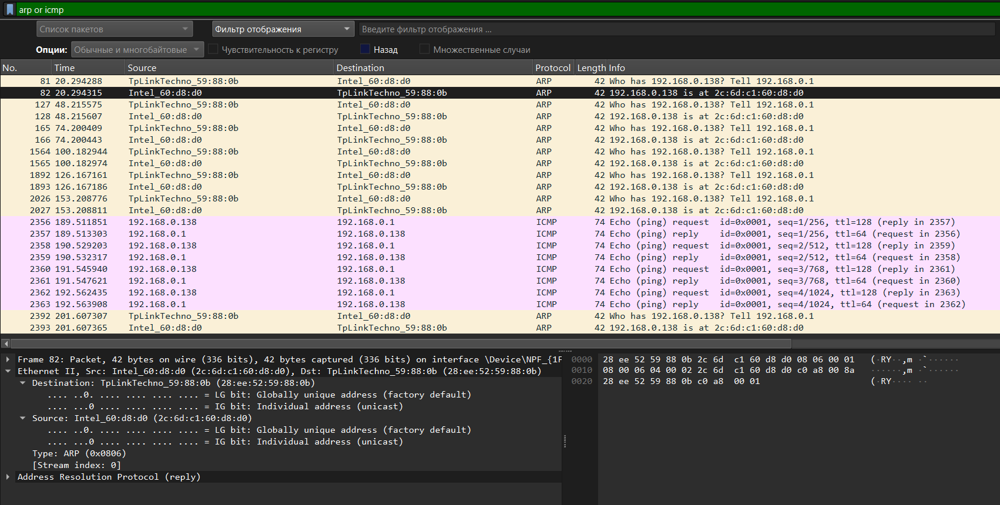 arp or icmp
Список пакетов Фильтр отображения Введите фильтр отображения ...
Опции: Обычные и многобайтовые Чувствительность к регистру Назад Множественные случаи
No. Time Source Destination Protocol Length Info
81 20.294288 TpLinkTechno_59:88:0b Intel_60:d8:d0 ARP 42 Who has 192.168.0.138? Tell 192.168.0.1
82 20.294315 Intel_60:d8:d0 TpLinkTechno_59:88:0b ARP 42 192.168.0.138 is at 2c:6d:c1:60:d8:d0
127 48.215575 TpLinkTechno_59:88:0b Intel_60:d8:d0 ARP 42 Who has 192.168.0.138? Tell 192.168.0.1
128 48.215607 Intel_60:d8:d0 TpLinkTechno_59:88:0b ARP 42 192.168.0.138 is at 2c:6d:c1:60:d8:d0
165 74.200409 TpLinkTechno_59:88:0b Intel_60:d8:d0 ARP 42 Who has 192.168.0.138? Tell 192.168.0.1
166 74.200443 Intel_60:d8:d0 TpLinkTechno_59:88:0b ARP 42 192.168.0.138 is at 2c:6d:c1:60:d8:d0
1564 100.182944 TpLinkTechno_59:88:0b Intel_60:d8:d0 ARP 42 Who has 192.168.0.138? Tell 192.168.0.1
1565 100.182974 Intel_60:d8:d0 TpLinkTechno_59:88:0b ARP 42 192.168.0.138 is at 2c:6d:c1:60:d8:d0
1892 126.167161 TpLinkTechno_59:88:0b Intel_60:d8:d0 ARP 42 Who has 192.168.0.138? Tell 192.168.0.1
1893 126.167186 Intel_60:d8:d0 TpLinkTechno_59:88:0b ARP 42 192.168.0.138 is at 2c:6d:c1:60:d8:d0
2026 153.208776 TpLinkTechno_59:88:0b Intel_60:d8:d0 ARP 42 Who has 192.168.0.138? Tell 192.168.0.1
2027 153.208811 Intel_60:d8:d0 TpLinkTechno_59:88:0b ARP 42 192.168.0.138 is at 2c:6d:c1:60:d8:d0
2356 189.511851 192.168.0.138 192.168.0.1 ICMP 74 Echo (ping) request id=0x0001, seq=1/256, ttl=128 (reply in 2357)
2357 189.513303 192.168.0.1 192.168.0.138 ICMP 74 Echo (ping) reply id=0x0001, seq=1/256, ttl=64 (request in 2356)
2358 190.529203 192.168.0.138 192.168.0.1 ICMP 74 Echo (ping) request id=0x0001, seq=2/512, ttl=128 (reply in 2359)
2359 190.532317 192.168.0.1 192.168.0.138 ICMP 74 Echo (ping) reply id=0x0001, seq=2/512, ttl=64 (request in 2358)
2360 191.545940 192.168.0.138 192.168.0.1 ICMP 74 Echo (ping) request id=0x0001, seq=3/768, ttl=128 (reply in 2361)
2361 191.547621 192.168.0.1 192.168.0.138 ICMP 74 Echo (ping) reply id=0x0001, seq=3/768, ttl=64 (request in 2360)
2362 192.562435 192.168.0.138 192.168.0.1 ICMP 74 Echo (ping) request id=0x0001, seq=4/1024, ttl=128 (reply in 2363)
2363 192.563908 192.168.0.1 192.168.0.138 ICMP 74 Echo (ping) reply id=0x0001, seq=4/1024, ttl=64 (request in 2362)
2392 201.607307 TpLinkTechno_59:88:0b Intel_60:d8:d0 ARP 42 Who has 192.168.0.138? Tell 192.168.0.1
2393 201.607365 Intel_60:d8:d0 TpLinkTechno_59:88:0b ARP 42 192.168.0.138 is at 2c:6d:c1:60:d8:d0
Frame 82: Packet, 42 bytes on wire (336 bits), 42 bytes captured (336 bits) on interface \Device\NPF_{1F
Ethernet II, Src: Intel_60:d8:d0 (2c:6d:c1:60:d8:d0), Dst: TpLinkTechno_59:88:0b (28:ee:52:59:88:0b)
Destination: TpLinkTechno_59:88:0b (28:ee:52:59:88:0b)
.... ..0. .... .... .... .... = LG bit: Globally unique address (factory default)
.... ...0 .... .... .... .... = IG bit: Individual address (unicast)
Source: Intel_60:d8:d0 (2c:6d:c1:60:d8:d0)
.... ..0. .... .... .... .... = LG bit: Globally unique address (factory default)
.... ...0 .... .... .... .... = IG bit: Individual address (unicast)
Type: ARP (0x0806)
[Stream index: 0]
Address Resolution Protocol (reply)
0000 28 ee 52 59 88 0b 2c 6d c1 60 d8 d0 08 06 00 01 (·RY··,m ·`······
0010 08 00 06 04 00 02 2c 6d c1 60 d8 d0 c0 a8 00 8a ······,m ·`······
0020 28 ee 52 59 88 0b c0 a8 00 01 (·RY···· ··